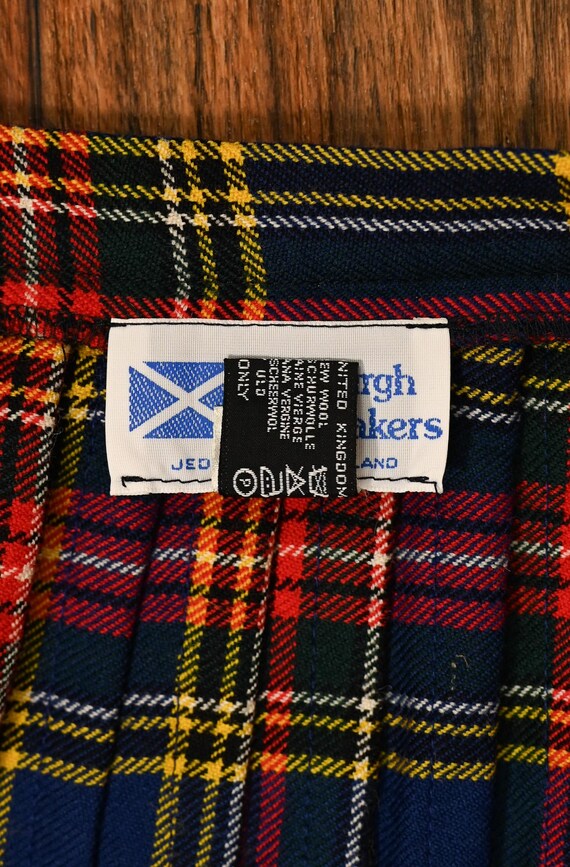 rgh
akers
JED
LAND
NITED KINGDOM
EW WOOL
SCHURWOLLE
AINE VIERGE
ANA VERGINE
SCHEERWOL
ULD
ONLY
P